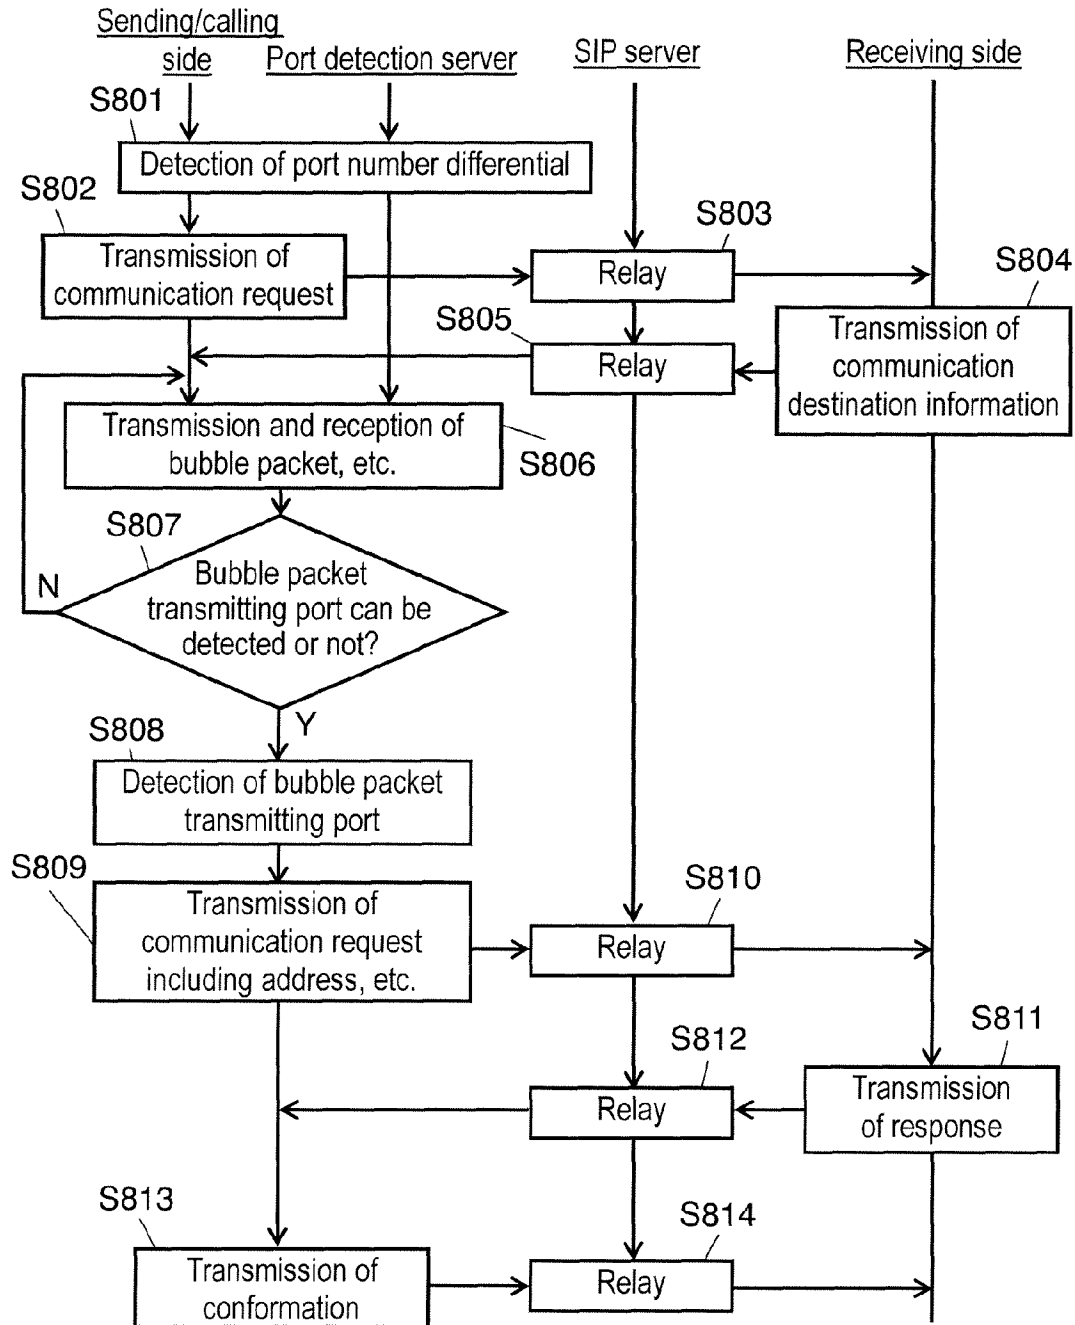 Sending/calling
side
Port detection server
SIP server
Receiving side
S801
Detection of port number differential
S802
Transmission of
communication request
S803
Relay
S804
Transmission of
communication
destination information
S805
Relay
Transmission and reception of
bubble packet, etc.
S806
S807
Bubble packet
transmitting port can be
detected or not?
N
Y
S808
Detection of bubble packet
transmitting port
S809
Transmission of
communication request
including address, etc.
S810
Relay
S811
Transmission
of response
S812
Relay
S813
Transmission of
conformation
S814
Relay